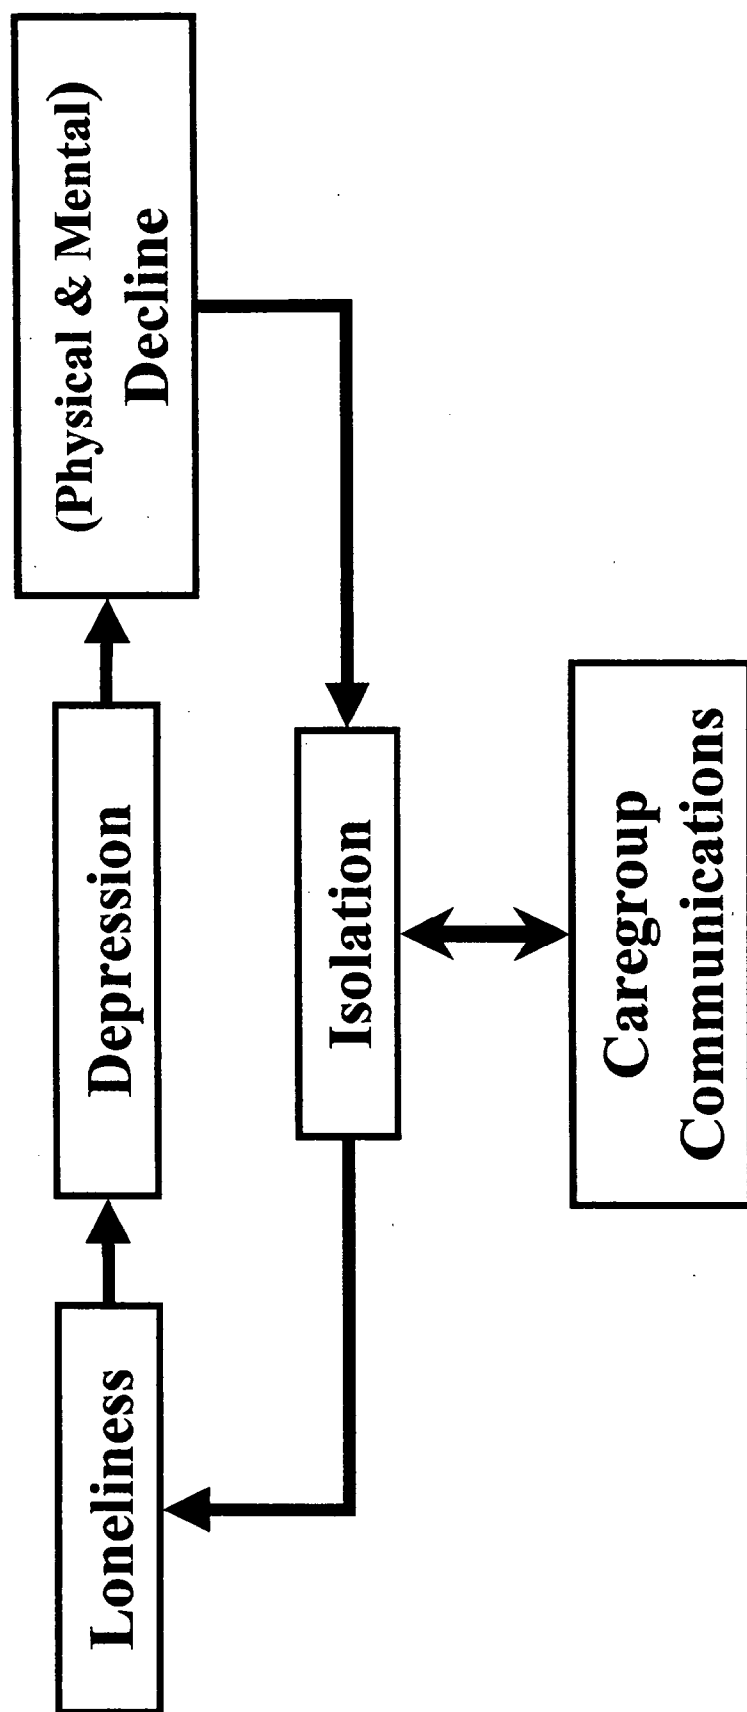 Loneliness
Depression
(Physical & Mental)
Decline
Isolation
Caregroup
Communications